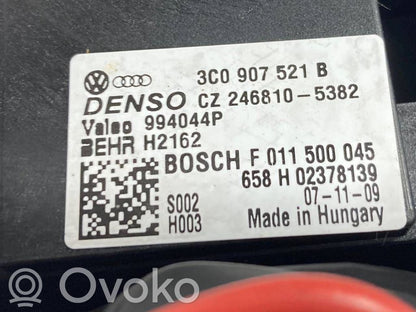 3C0 907 521 B
DENSO CZ 246810-5382
Valeo 994044P
BEHR H2162
BOSCH F 011 500 045
658 H 02378139
07-11-09
S002
H003 Made in Hungary
Ovoko